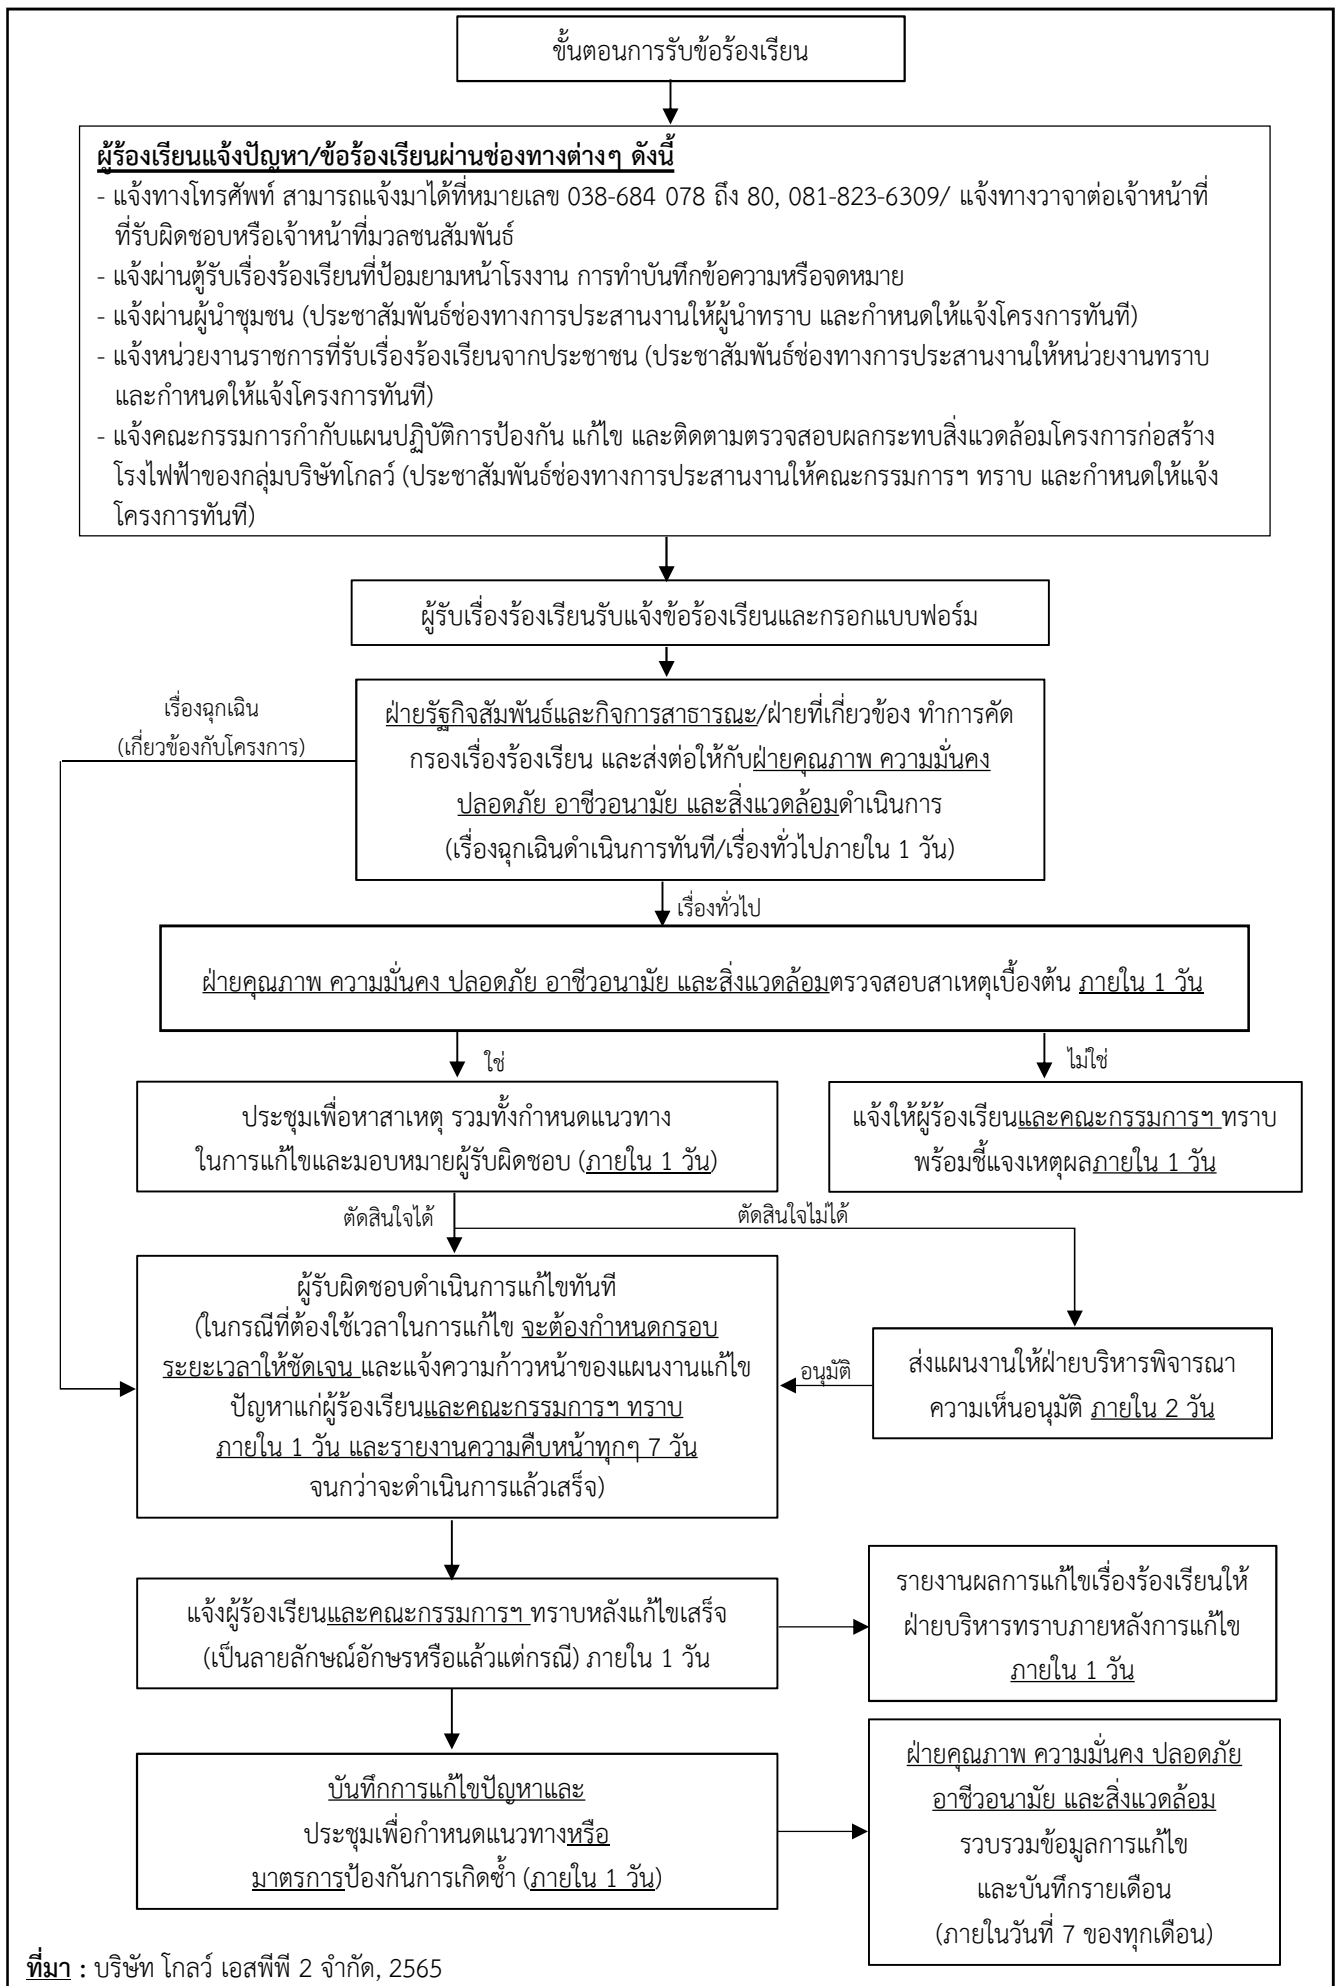 ขั้นตอนการรับข้อร้องเรียน
ผู้ร้องเรียนแจ้งปัญหา/ข้อร้องเรียนผ่านช่องทางต่างๆ ดังนี้
- แจ้งทางโทรศัพท์ สามารถแจ้งมาได้ที่หมายเลข 038-684 078 ถึง 80, 081-823-6309/ แจ้งทางวาจาต่อเจ้าหน้าที่
ที่รับผิดชอบหรือเจ้าหน้าที่มวลชนสัมพันธ์
- แจ้งผ่านตู้รับเรื่องร้องเรียนที่ป้อมยามหน้าโรงงาน การทำบันทึกข้อความหรือจดหมาย
- แจ้งผ่านผู้นำชุมชน (ประชาสัมพันธ์ช่องทางการประสานงานให้ผู้นำทราบ และกำหนดให้แจ้งโครงการทันที)
- แจ้งหน่วยงานราชการที่รับเรื่องร้องเรียนจากประชาชน (ประชาสัมพันธ์ช่องทางการประสานงานให้หน่วยงานทราบ
และกำหนดให้แจ้งโครงการทันที)
- แจ้งคณะกรรมการกำกับแผนปฏิบัติการป้องกัน แก้ไข และติดตามตรวจสอบผลกระทบสิ่งแวดล้อมโครงการก่อสร้าง
โรงไฟฟ้าของกลุ่มบริษัทโกลว์ (ประชาสัมพันธ์ช่องทางการประสานงานให้คณะกรรมการฯ ทราบ และกำหนดให้แจ้ง
โครงการทันที)
ผู้รับเรื่องร้องเรียนรับแจ้งข้อร้องเรียนและกรอกแบบฟอร์ม
เรื่องฉุกเฉิน
(เกี่ยวข้องกับโครงการ)
ฝ่ายรัฐกิจสัมพันธ์และกิจการสาธารณะ/ฝ่ายที่เกี่ยวข้อง ทำการคัด
กรองเรื่องร้องเรียน และส่งต่อให้กับฝ่ายคุณภาพ ความมั่นคง
ปลอดภัย อาชีวอนามัย และสิ่งแวดล้อมดำเนินการ
(เรื่องฉุกเฉินดำเนินการทันที/เรื่องทั่วไปภายใน 1 วัน)
เรื่องทั่วไป
ฝ่ายคุณภาพ ความมั่นคง ปลอดภัย อาชีวอนามัย และสิ่งแวดล้อมตรวจสอบสาเหตุเบื้องต้น ภายใน 1 วัน
ใช่
ไม่ใช่
ประชุมเพื่อหาสาเหตุ รวมทั้งกำหนดแนวทาง
ในการแก้ไขและมอบหมายผู้รับผิดชอบ (ภายใน 1 วัน)
แจ้งให้ผู้ร้องเรียนและคณะกรรมการฯ ทราบ
พร้อมชี้แจงเหตุผลภายใน 1 วัน
ตัดสินใจได้
ตัดสินใจไม่ได้
ผู้รับผิดชอบดำเนินการแก้ไขทันที
(ในกรณีที่ต้องใช้เวลาในการแก้ไข จะต้องกำหนดกรอบ
ระยะเวลาให้ชัดเจน และแจ้งความก้าวหน้าของแผนงานแก้ไข
ปัญหาแก่ผู้ร้องเรียนและคณะกรรมการฯ ทราบ
ภายใน 1 วัน และรายงานความคืบหน้าทุกๆ 7 วัน
จนกว่าจะดำเนินการแล้วเสร็จ)
อนุมัติ
ส่งแผนงานให้ฝ่ายบริหารพิจารณา
ความเห็นอนุมัติ ภายใน 2 วัน
แจ้งผู้ร้องเรียนและคณะกรรมการฯ ทราบหลังแก้ไขเสร็จ
(เป็นลายลักษณ์อักษรหรือแล้วแต่กรณี) ภายใน 1 วัน
รายงานผลการแก้ไขเรื่องร้องเรียนให้
ฝ่ายบริหารทราบภายหลังการแก้ไข
ภายใน 1 วัน
บันทึกการแก้ไขปัญหาและ
ประชุมเพื่อกำหนดแนวทางหรือ
มาตรการป้องกันการเกิดซ้ำ (ภายใน 1 วัน)
ฝ่ายคุณภาพ ความมั่นคง ปลอดภัย
อาชีวอนามัย และสิ่งแวดล้อม
รวบรวมข้อมูลการแก้ไข
และบันทึกรายเดือน
(ภายในวันที่ 7 ของทุกเดือน)
ที่มา : บริษัท โกลว์ เอสพีพี 2 จำกัด, 2565